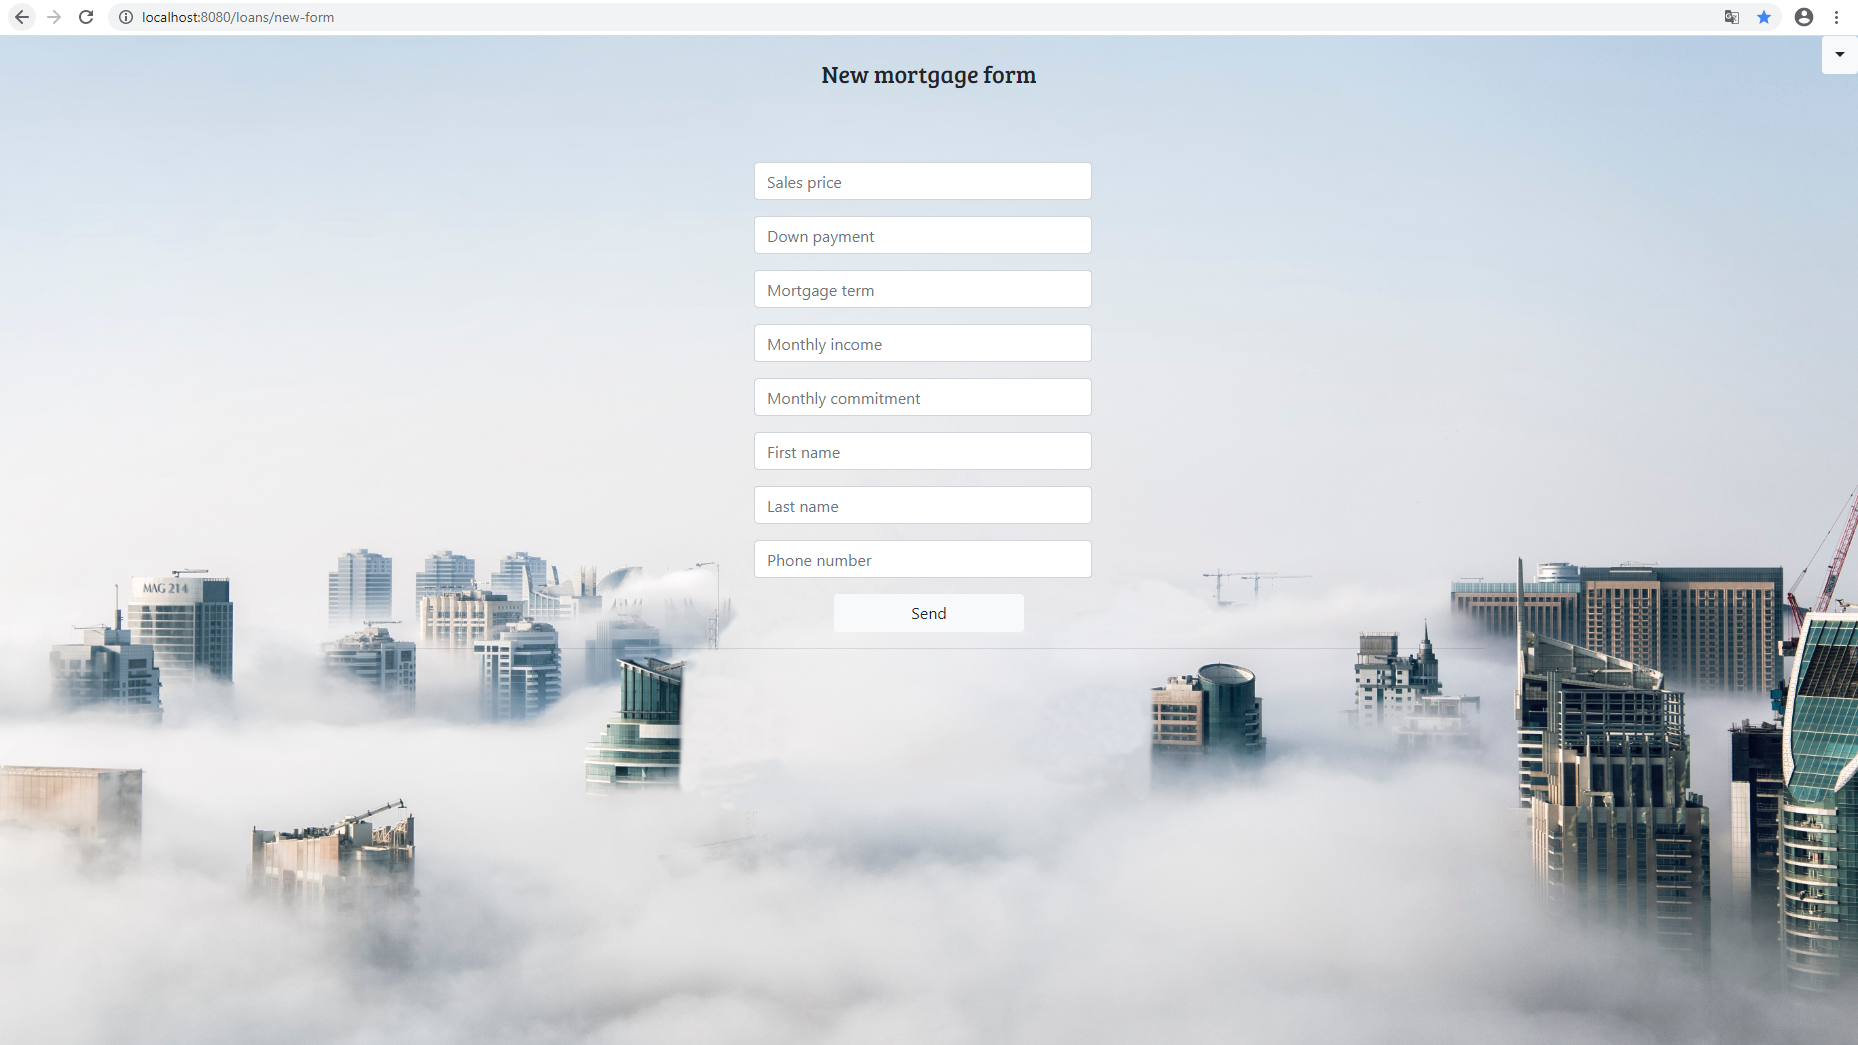 localhost:8080/loans/new-form
New mortgage form
Sales price
Down payment
Mortgage term
Monthly income
Monthly commitment
First name
Last name
Phone number
Send
MAG 214